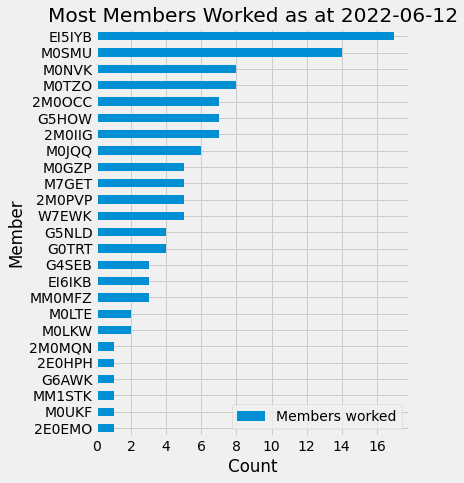 Most Members Worked as at 2022-06-12
EI5IYB
M0SMU
M0NVK
M0TZO
2M0OCC
G5HOW
2M0IIG
M0JQQ
M0GZP
M7GET
2M0PVP
W7EWK
G5NLD
G0TRT
G4SEB
EI6IKB
MM0MFZ
M0LTE
M0LKW
2M0MQN
2E0HPH
G6AWK
MM1STK
M0UKF
2E0EMO
Member
Members worked
0 2 4 6 8 10 12 14 16
Count